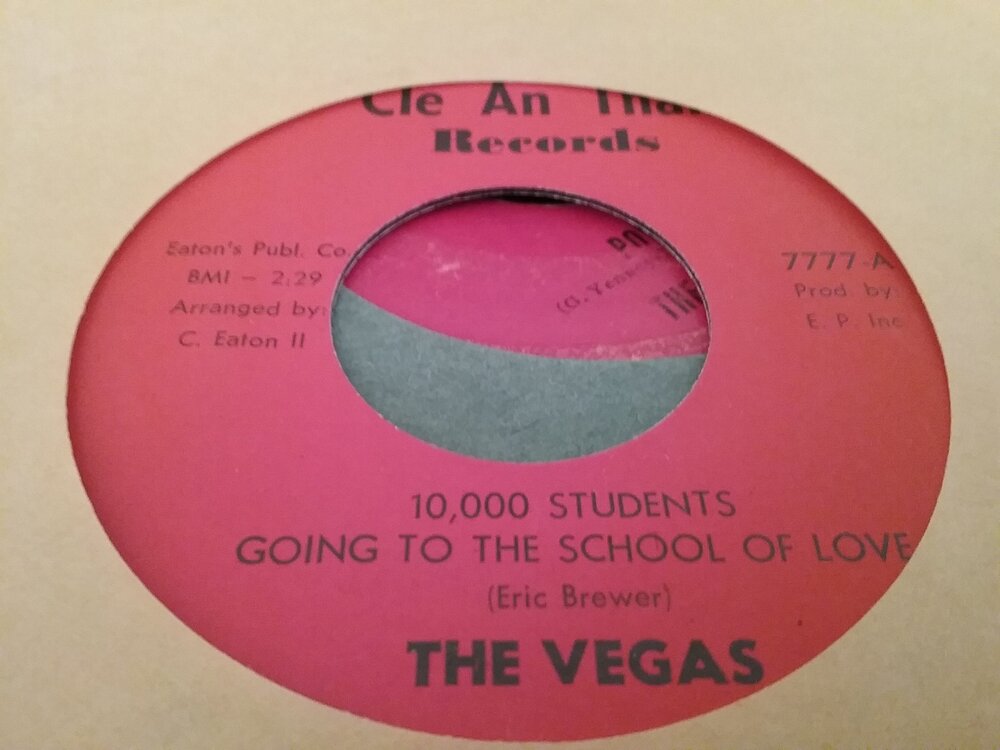 Cle An
Records
Eaton's Publ. Co.
BMI – 2:29
Arranged by:
C. Eaton II
7777-A
Prod. by:
E. P. Inc
10,000 STUDENTS
GOING TO THE SCHOOL OF LOVE
(Eric Brewer)
THE VEGAS